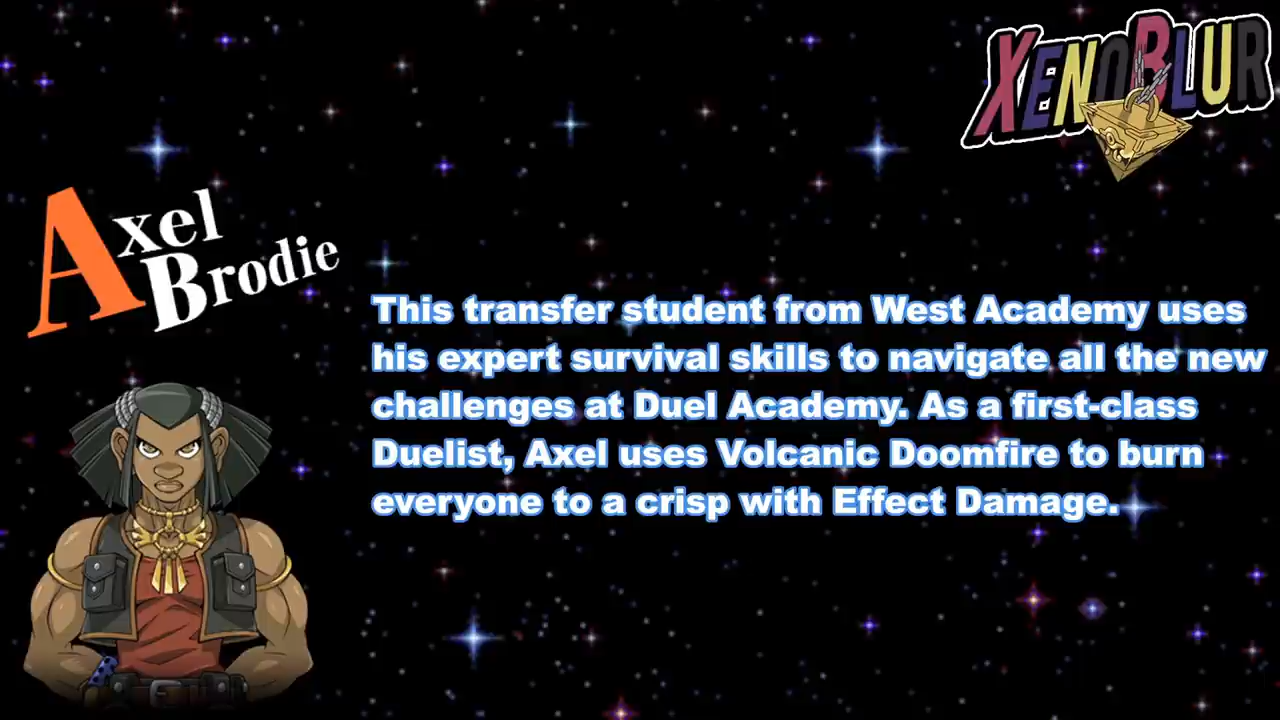 XENOBLUR
Axel
Brodie
This transfer student from West Academy uses
his expert survival skills to navigate all the new
challenges at Duel Academy. As a first-class
Duelist, Axel uses Volcanic Doomfire to burn
everyone to a crisp with Effect Damage.